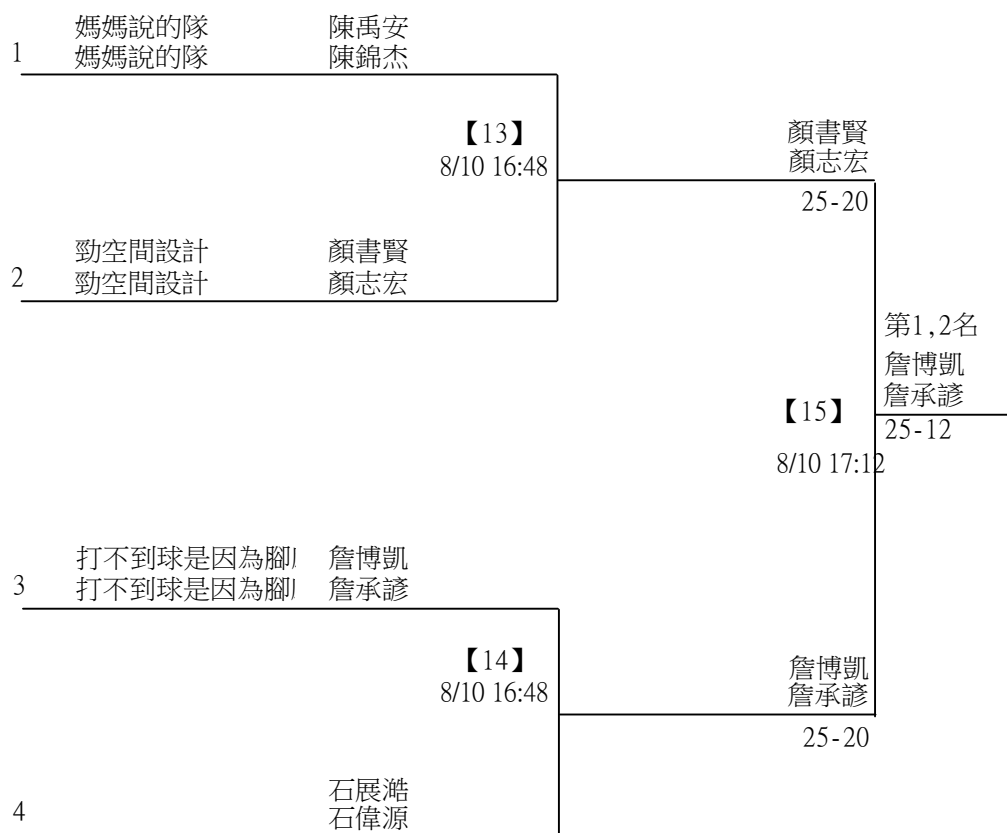 媽媽說的隊 陳禹安
1 媽媽說的隊 陳錦杰
【13】
8/10 16:48
顏書賢
顏志宏
25-20
勁空間設計 顏書賢
2 勁空間設計 顏志宏
第1,2名
詹博凱
詹承諺
【15】
25-12
8/10 17:12
打不到球是因為腳 詹博凱
3 打不到球是因為腳 詹承諺
【14】
8/10 16:48
詹博凱
詹承諺
25-20
石展澔
4 石偉源